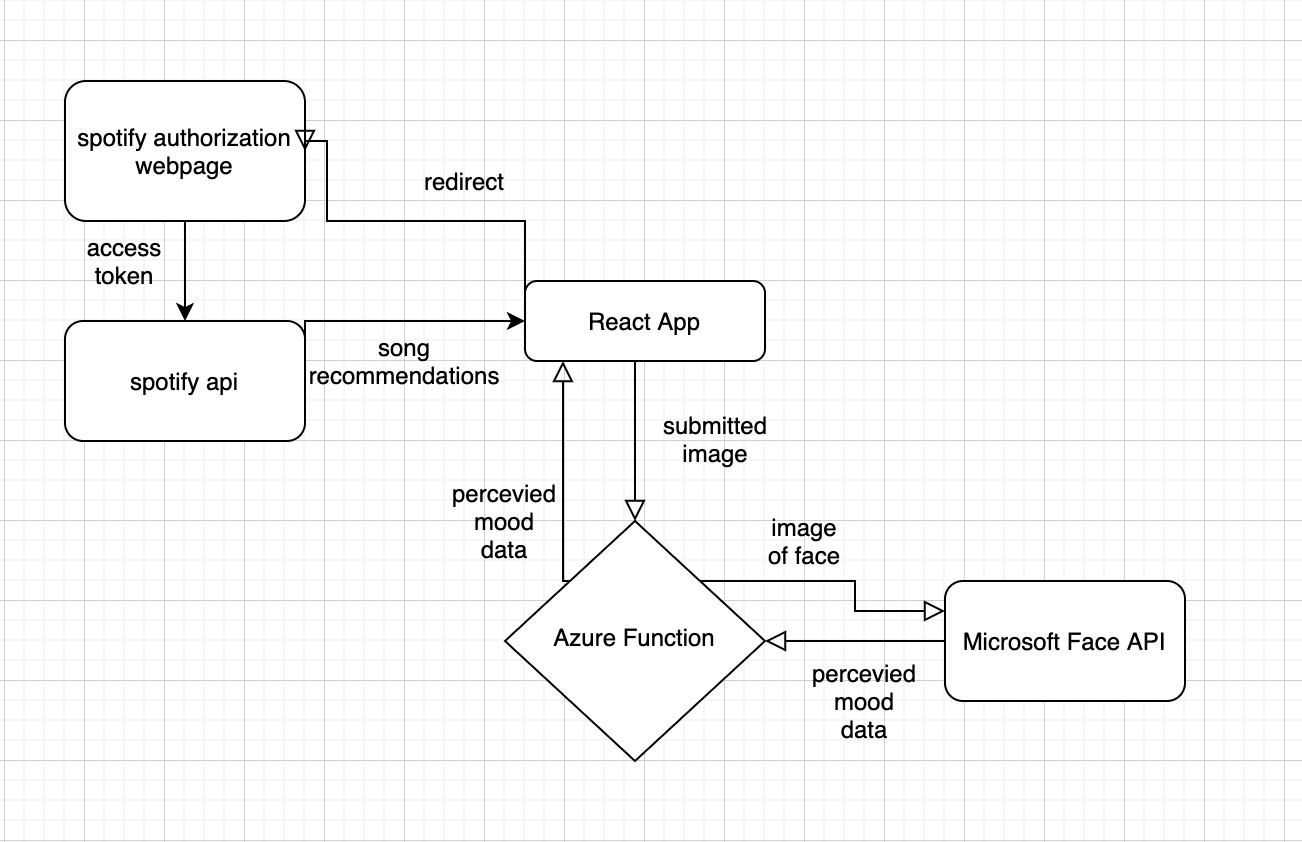 spotify authorization
webpage
redirect
access
token
React App
song
recommendations
spotify api
submitted
image
percevied
mood
data
image
of face
Azure Function
Microsoft Face API
percevied
mood
data